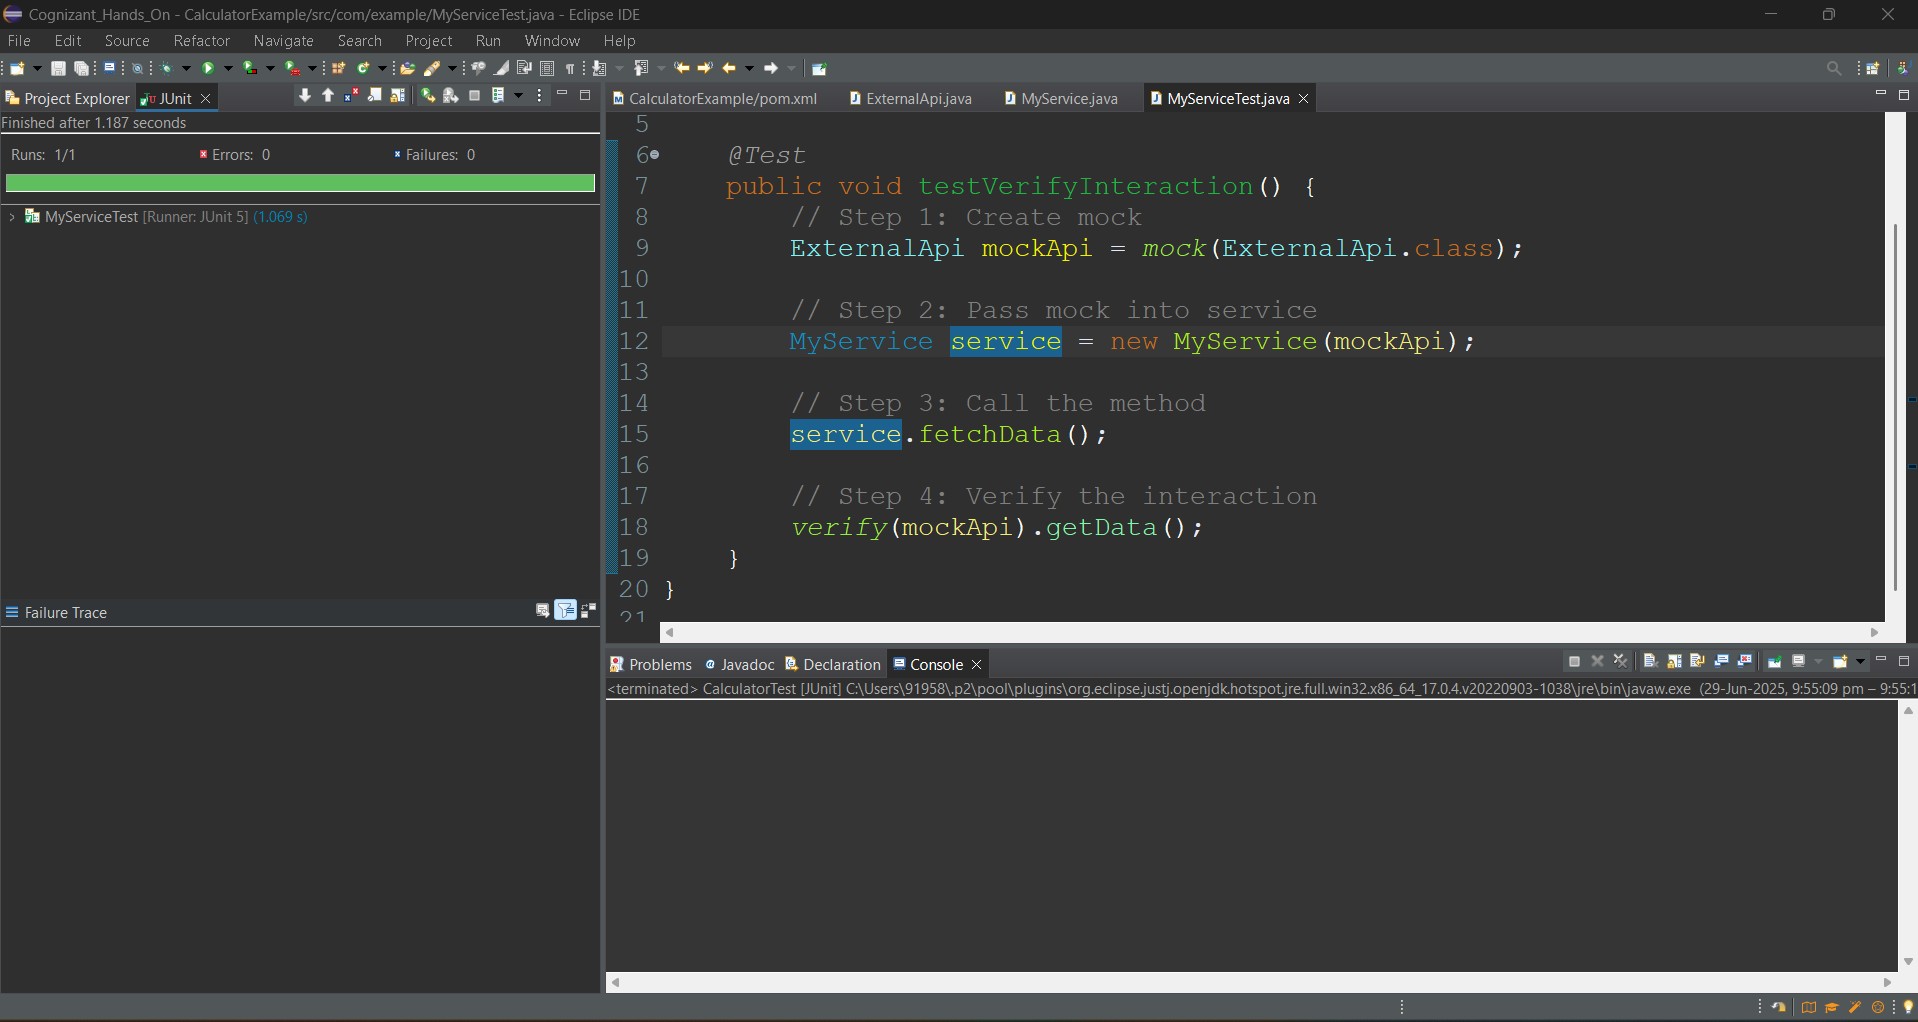 Cognizant_Hands_On - CalculatorExample/src/com/example/MyServiceTest.java - Eclipse IDE
File Edit Source Refactor Navigate Search Project Run Window Help
Project Explorer JUnit
Finished after 1.187 seconds
Runs: 1/1 Errors: 0 Failures: 0
MyServiceTest [Runner: JUnit 5] (1.069 s)
Failure Trace
CalculatorExample/pom.xml ExternalApi.java MyService.java MyServiceTest.java
5
6 @Test
7 public void testVerifyInteraction() {
8 // Step 1: Create mock
9 ExternalApi mockApi = mock(ExternalApi.class);
10
11 // Step 2: Pass mock into service
12 MyService service = new MyService(mockApi);
13
14 // Step 3: Call the method
15 service.fetchData();
16
17 // Step 4: Verify the interaction
18 verify(mockApi).getData();
19 }
20 }
21
Problems Javadoc Declaration Console
<terminated> CalculatorTest [JUnit] C:\Users\91958\.p2\pool\plugins\org.eclipse.justj.openjdk.hotspot.jre.full.win32.x86_64_17.0.4.v20220903-1038\jre\bin\javaw.exe (29-Jun-2025, 9:55:09 pm – 9:55:1